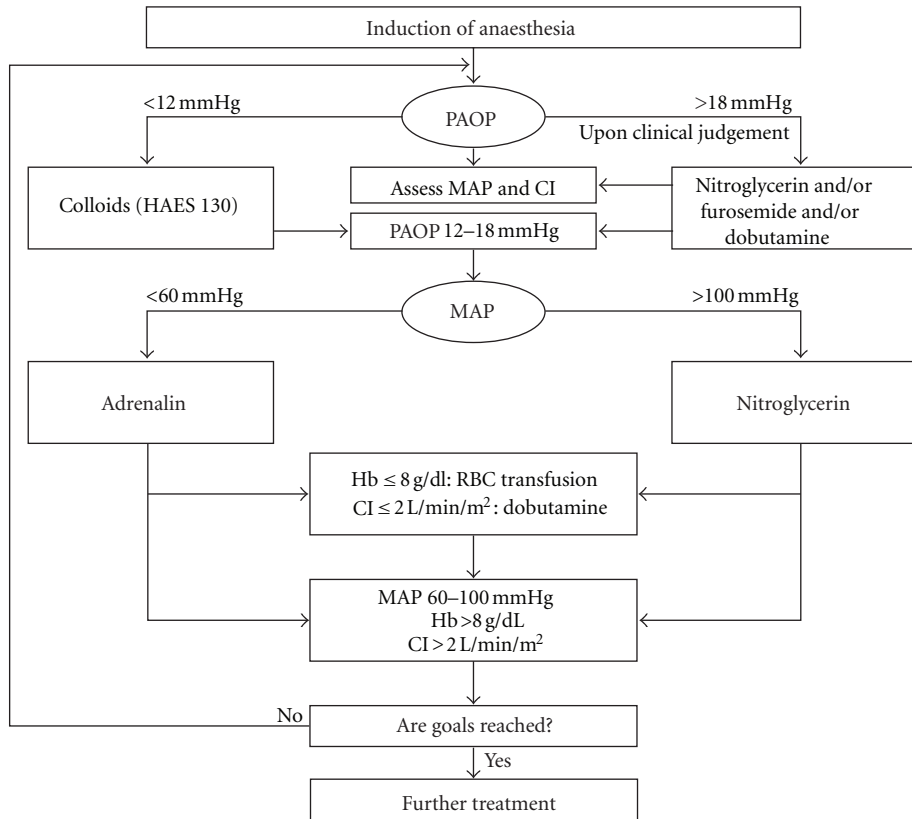 Induction of anaesthesia
<12 mmHg
PAOP
>18 mmHg
Upon clinical judgement
Colloids (HAES 130)
Assess MAP and CI
Nitroglycerin and/or
furosemide and/or
dobutamine
PAOP 12–18 mmHg
<60 mmHg
MAP
>100 mmHg
Adrenalin
Nitroglycerin
Hb ≤ 8 g/dl: RBC transfusion
CI ≤ 2 L/min/m²: dobutamine
MAP 60–100 mmHg
Hb >8 g/dL
CI > 2 L/min/m²
No
Are goals reached?
Yes
Further treatment